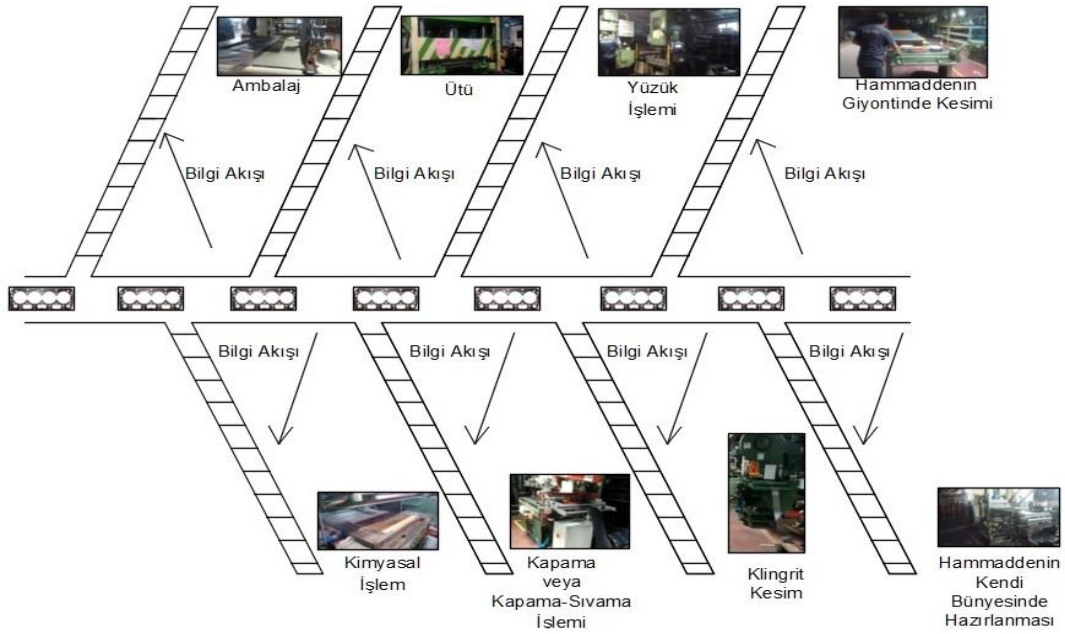 Ambalaj
Ütü
Yüzük
İşlemi
Hammaddenin
Giyontinde Kesimi
Bilgi Akışı
Bilgi Akışı
Bilgi Akışı
Bilgi Akışı
Bilgi Akışı
Bilgi Akışı
Bilgi Akışı
Bilgi Akışı
Kimyasal
İşlem
Kapama
veya
Kapama-Sıvama
İşlemi
Klingrit
Kesim
Hammaddenin
Kendi
Bünyesinde
Hazırlanması